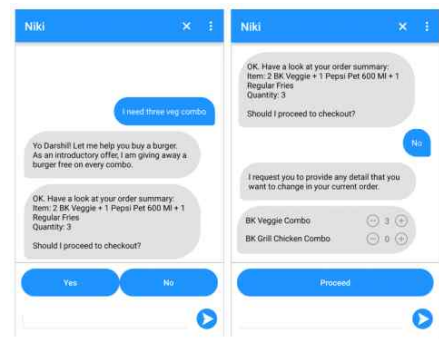 Niki
I need three veg combo
Yo Darshil! Let me help you buy a burger.
As an introductory offer, I am giving away a
burger free on every combo.
OK. Have a look at your order summary:
Item: 2 BK Veggie + 1 Pepsi Pet 600 Ml + 1
Regular Fries
Quantity: 3
Should I proceed to checkout?
Yes
No
Niki
OK. Have a look at your order summary:
Item: 2 BK Veggie + 1 Pepsi Pet 600 Ml + 1
Regular Fries
Quantity: 3
Should I proceed to checkout?
No
I request you to provide any detail that you
want to change in your current order.
BK Veggie Combo 3
BK Grill Chicken Combo 0
Proceed